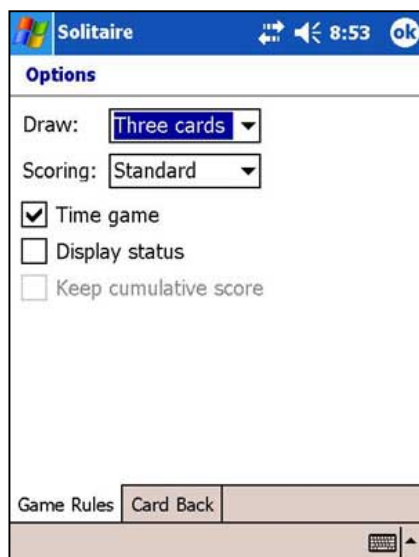 Solitaire 8:53 ok
Options
Draw: Three cards
Scoring: Standard
Time game
Display status
Keep cumulative score
Game Rules Card Back